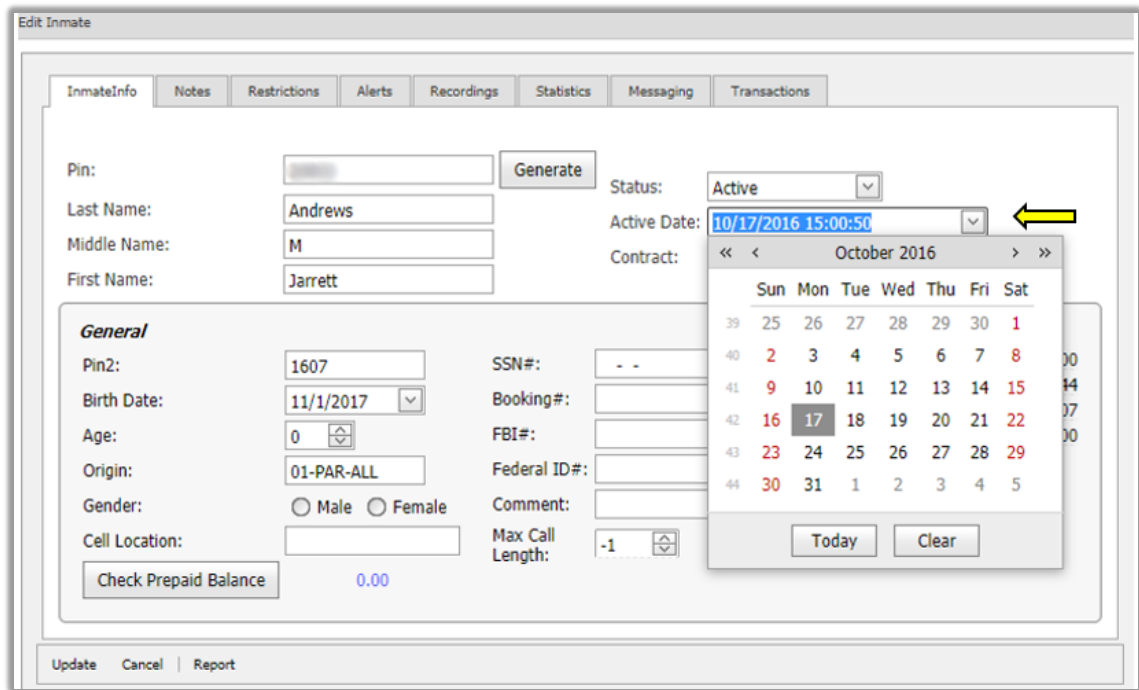 Edit Inmate
InmateInfo Notes Restrictions Alerts Recordings Statistics Messaging Transactions
Pin: Generate
Last Name: Andrews
Middle Name: M
First Name: Jarrett
Status: Active
Active Date: 10/17/2016 15:00:50
Contract:
« ‹ October 2016 › »
Sun Mon Tue Wed Thu Fri Sat
39 25 26 27 28 29 30 1
40 2 3 4 5 6 7 8
41 9 10 11 12 13 14 15
42 16 17 18 19 20 21 22
43 23 24 25 26 27 28 29
44 30 31 1 2 3 4 5
Today Clear
General
Pin2: 1607
Birth Date: 11/1/2017
Age: 0
Origin: 01-PAR-ALL
Gender: Male Female
Cell Location:
Check Prepaid Balance 0.00
SSN#: - -
Booking#:
FBI#:
Federal ID#:
Comment:
Max Call
Length: -1
00
44
07
00
Update Cancel | Report